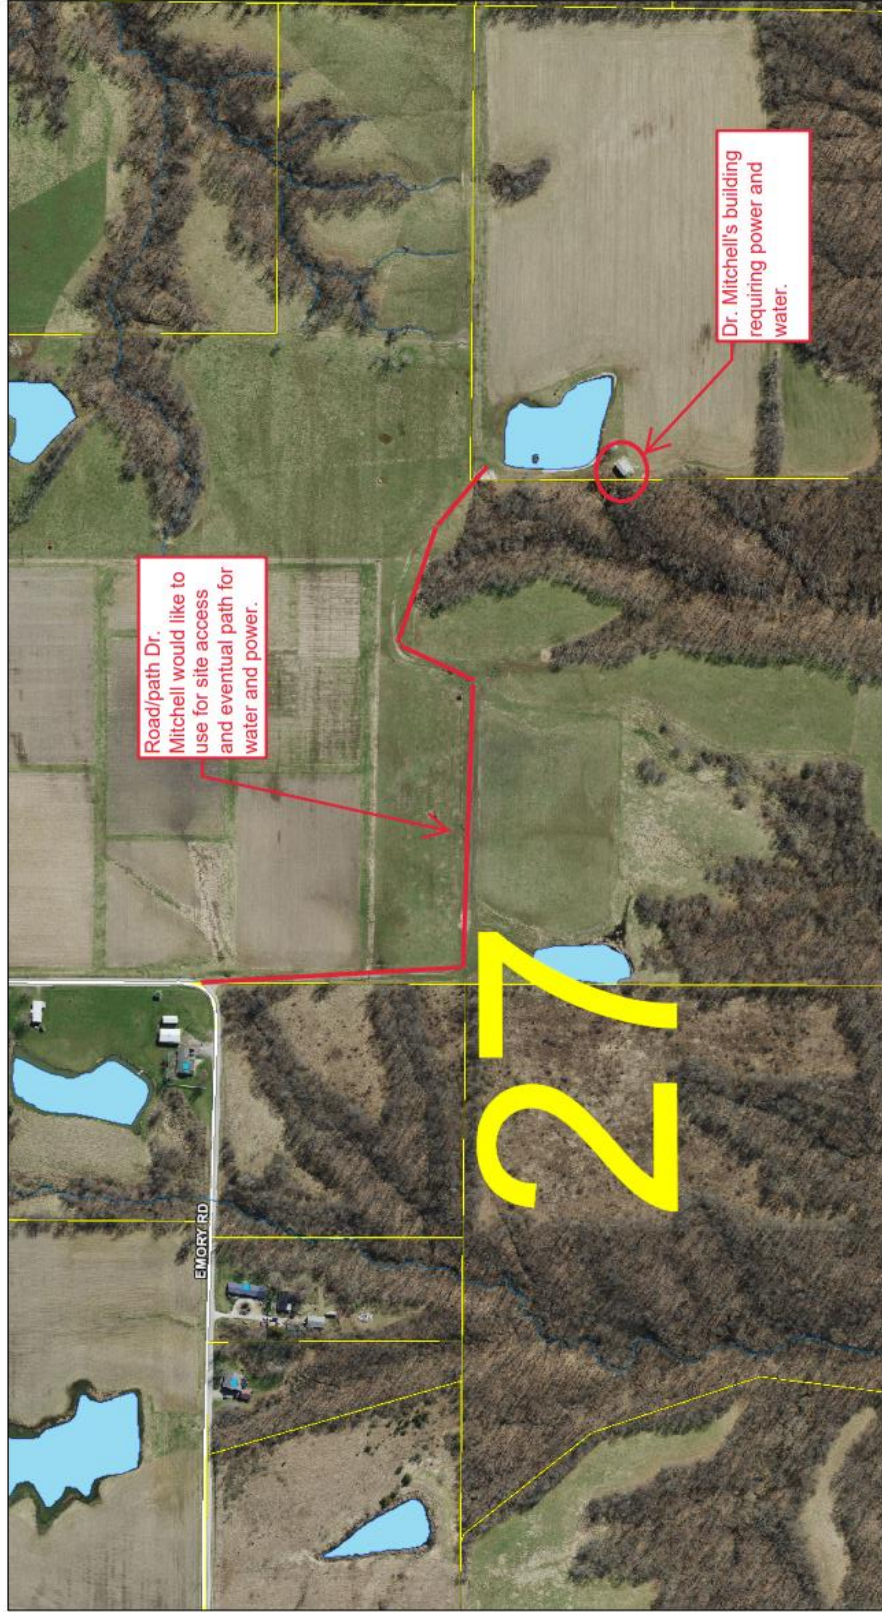 Road/path Dr.
Mitchell would like to
use for site access
and eventual path for
water and power.
Dr. Mitchell's building
requiring power and
water.
EMORY RD
27